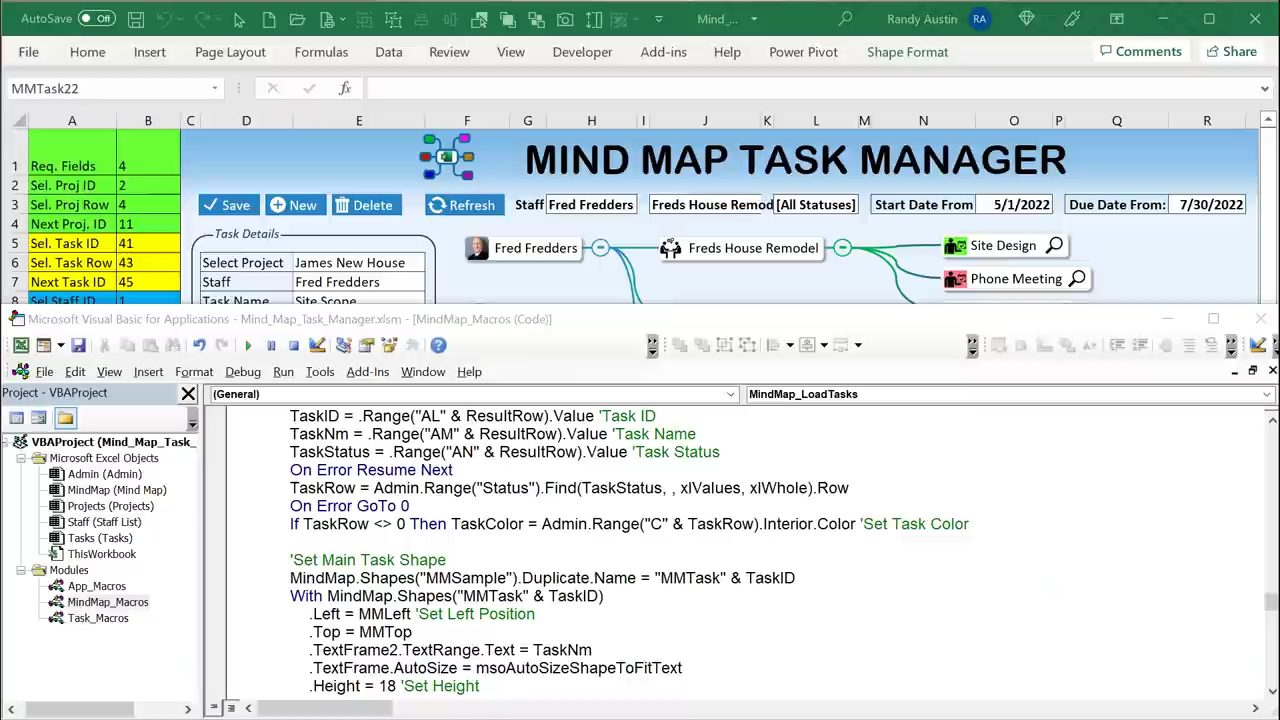 AutoSave Off Mind_... Randy Austin RA
File Home Insert Page Layout Formulas Data Review View Developer Add-ins Help Power Pivot Shape Format Comments Share
MMTask22 fx
A B C D E F G H I J K L M N O P Q R
1 Req. Fields 4 MIND MAP TASK MANAGER
2 Sel. Proj ID 2
3 Sel. Proj Row 4 Save New Delete Refresh Staff Fred Fredders Freds House Remod [All Statuses] Start Date From 5/1/2022 Due Date From: 7/30/2022
4 Next Proj. ID 11 Task Details
5 Sel. Task ID 41 Fred Fredders Freds House Remodel Site Design
6 Sel. Task Row 43 Select Project James New House
7 Next Task ID 45 Staff Fred Fredders Phone Meeting
8 Sel Staff ID 1 Task Name Site Scope
Microsoft Visual Basic for Applications - Mind_Map_Task_Manager.xlsm - [MindMap_Macros (Code)]
File Edit View Insert Format Debug Run Tools Add-Ins Window Help
Project - VBAProject
(General) MindMap_LoadTasks
VBAProject (Mind_Map_Task_
Microsoft Excel Objects
Admin (Admin)
MindMap (Mind Map)
Projects (Projects)
Staff (Staff List)
Tasks (Tasks)
ThisWorkbook
Modules
App_Macros
MindMap_Macros
Task_Macros
TaskID = .Range("AL" & ResultRow).Value 'Task ID
TaskNm = .Range("AM" & ResultRow).Value 'Task Name
TaskStatus = .Range("AN" & ResultRow).Value 'Task Status
On Error Resume Next
TaskRow = Admin.Range("Status").Find(TaskStatus, , xlValues, xlWhole).Row
On Error GoTo 0
If TaskRow <> 0 Then TaskColor = Admin.Range("C" & TaskRow).Interior.Color 'Set Task Color
'Set Main Task Shape
MindMap.Shapes("MMSample").Duplicate.Name = "MMTask" & TaskID
With MindMap.Shapes("MMTask" & TaskID)
.Left = MMLeft 'Set Left Position
.Top = MMTop
.TextFrame2.TextRange.Text = TaskNm
.TextFrame.AutoSize = msoAutoSizeShapeToFitText
.Height = 18 'Set Height